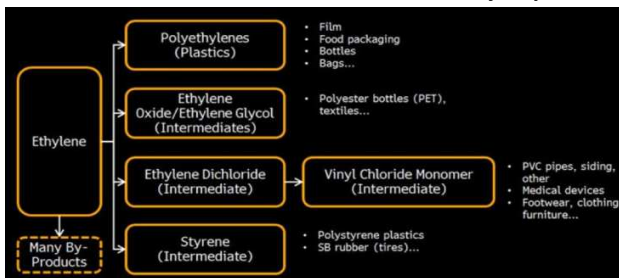 Polyethylenes
(Plastics)
• Film
• Food packaging
• Bottles
• Bags...
Ethylene
Oxide/Ethylene Glycol
(Intermediates)
• Polyester bottles (PET),
textiles...
Ethylene
Ethylene Dichloride
(Intermediate)
Vinyl Chloride Monomer
(Intermediate)
• PVC pipes, siding,
other
• Medical devices
• Footwear, clothing
furniture...
Many By-
Products
Styrene
(Intermediate)
• Polystyrene plastics
• SB rubber (tires)...